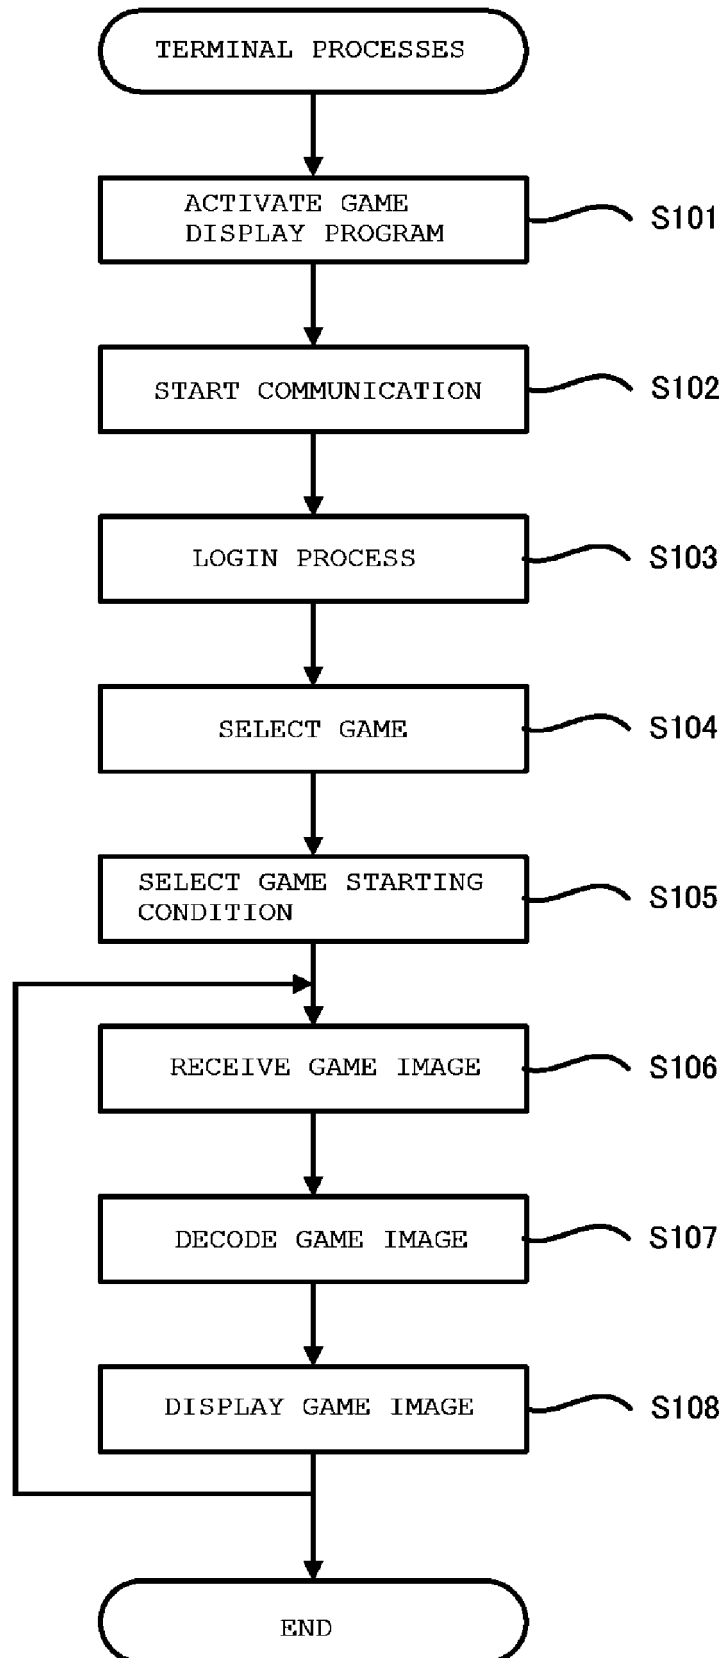 TERMINAL PROCESSES
ACTIVATE GAME
DISPLAY PROGRAM
S101
START COMMUNICATION
S102
LOGIN PROCESS
S103
SELECT GAME
S104
SELECT GAME STARTING
CONDITION
S105
RECEIVE GAME IMAGE
S106
DECODE GAME IMAGE
S107
DISPLAY GAME IMAGE
S108
END